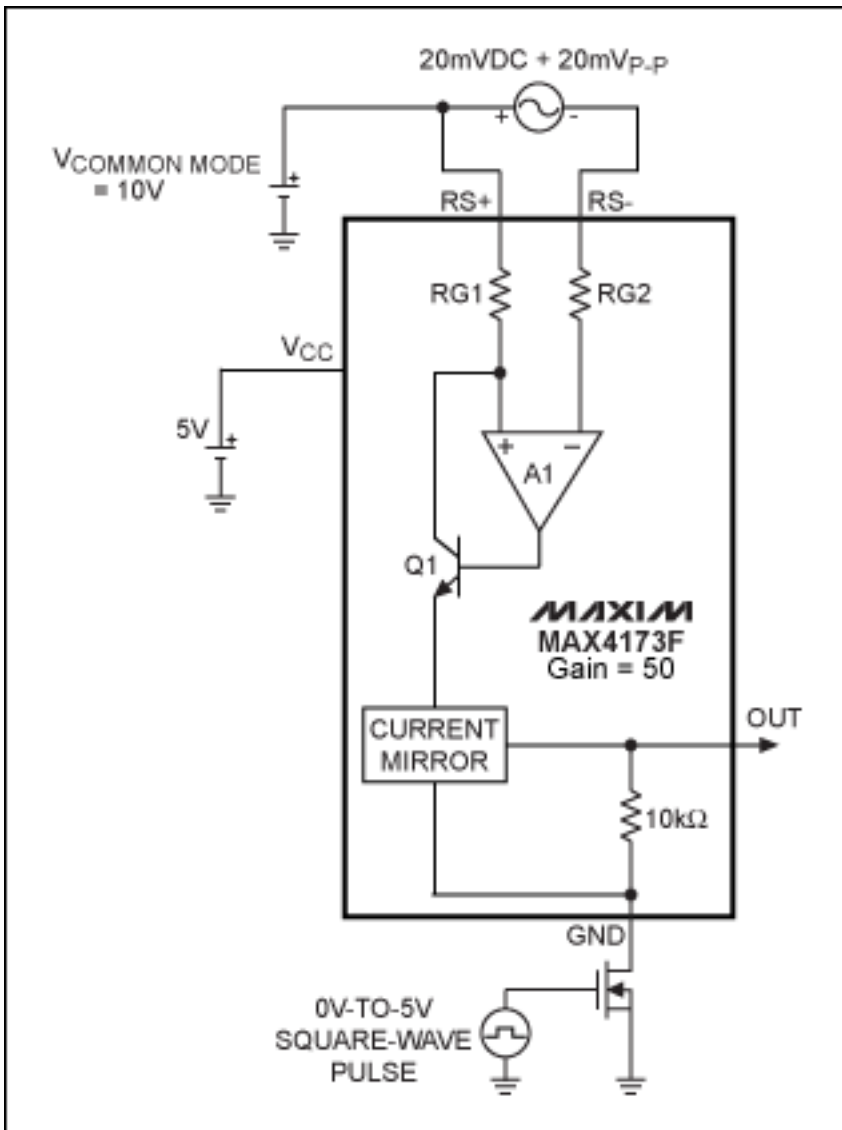 20mVDC + 20mVP-P
+ -
VCOMMON MODE
= 10V
+
RS+ RS-
RG1 RG2
VCC
5V
+
+ −
A1
Q1
MAXIM
MAX4173F
Gain = 50
CURRENT
MIRROR
OUT
10kΩ
GND
0V-TO-5V
SQUARE-WAVE
PULSE